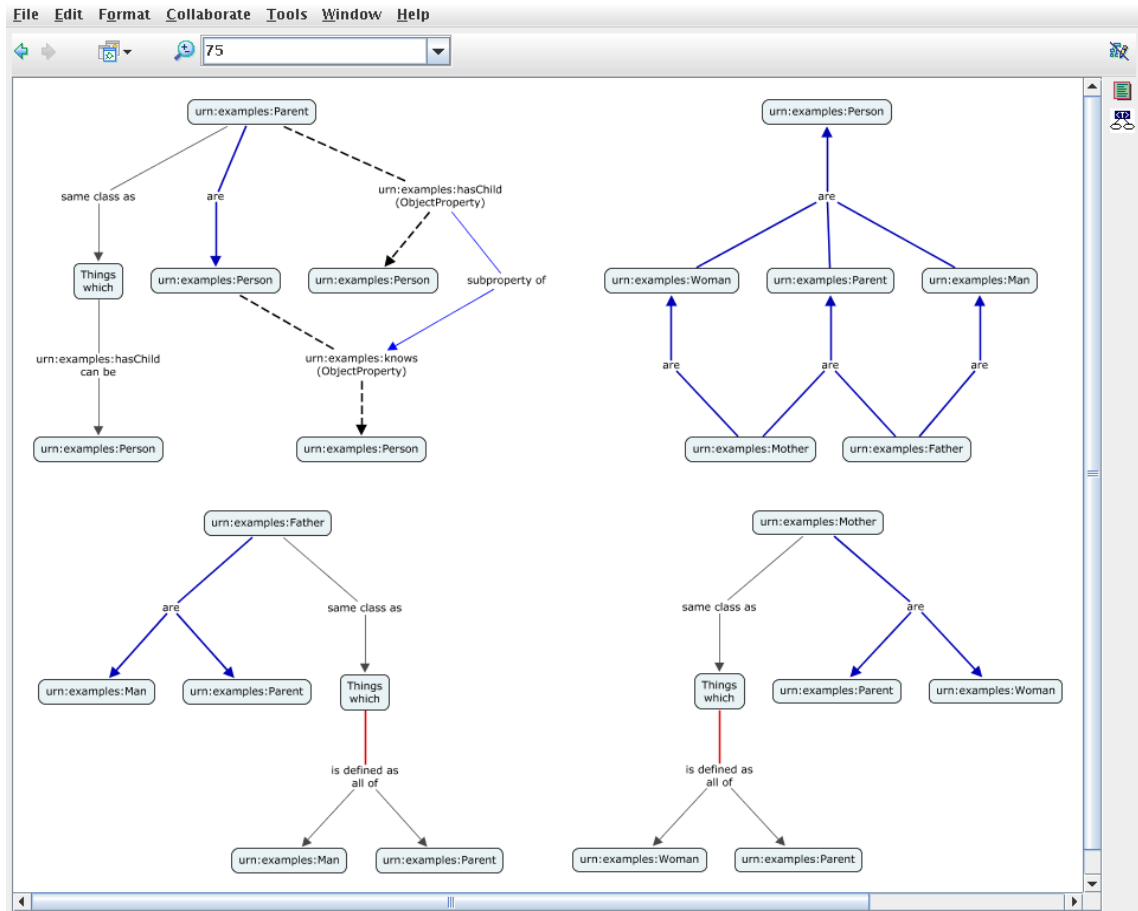 File Edit Format Collaborate Tools Window Help
75
urn:examples:Parent
same class as
are
urn:examples:hasChild
(ObjectProperty)
Things
which
urn:examples:Person
urn:examples:Person
subproperty of
urn:examples:hasChild
can be
urn:examples:knows
(ObjectProperty)
urn:examples:Person
urn:examples:Person
urn:examples:Person
are
urn:examples:Woman
urn:examples:Parent
urn:examples:Man
are
are
are
urn:examples:Mother
urn:examples:Father
urn:examples:Father
are
same class as
urn:examples:Man
urn:examples:Parent
Things
which
is defined as
all of
urn:examples:Man
urn:examples:Parent
urn:examples:Mother
same class as
are
Things
which
urn:examples:Parent
urn:examples:Woman
is defined as
all of
urn:examples:Woman
urn:examples:Parent